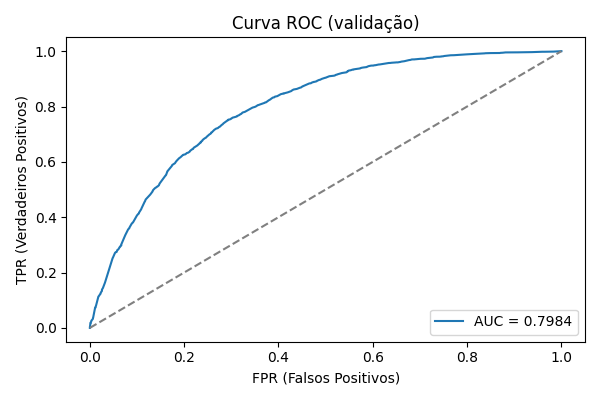 Curva ROC (validação)
TPR (Verdadeiros Positivos)
1.0
0.8
0.6
0.4
0.2
0.0
AUC = 0.7984
0.0 0.2 0.4 0.6 0.8 1.0
FPR (Falsos Positivos)